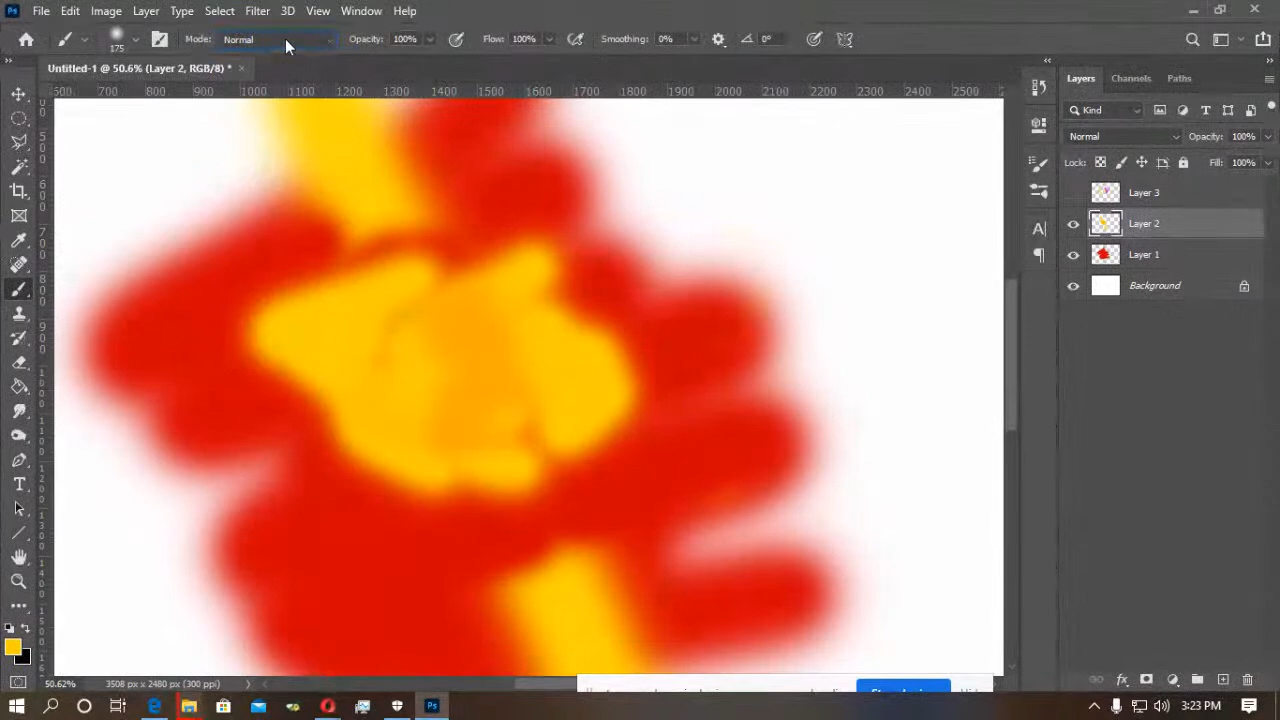 Ps File Edit Image Layer Type Select Filter 3D View Window Help
175 Mode: Normal Opacity: 100% Flow: 100% Smoothing: 0% 0°
Untitled-1 @ 50.6% (Layer 2, RGB/8) * ×
600 700 800 900 1000 1100 1200 1300 1400 1500 1600 1700 1800 1900 2000 2100 2200 2300 2400 2500
Layers Channels Paths
Kind
Normal Opacity: 100%
Lock: Fill: 100%
Layer 3
Layer 2
Layer 1
Background
50.62% 3508 px x 2480 px (300 ppi)
3:23 PM